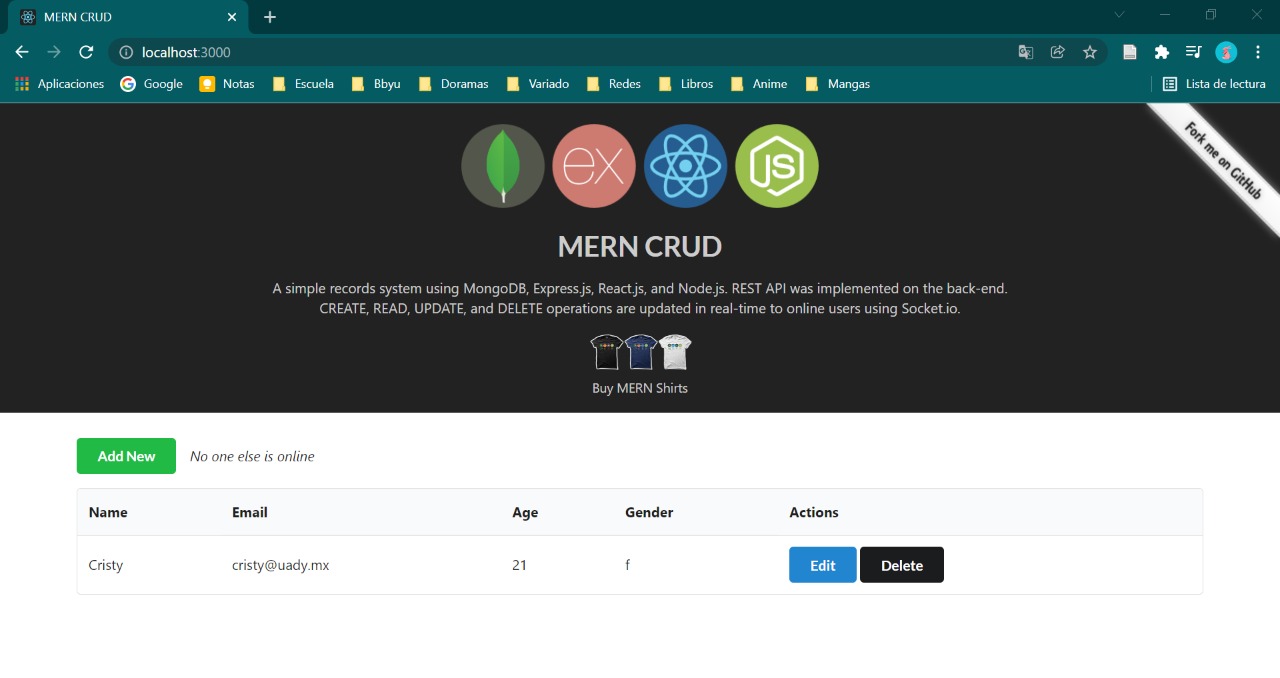 MERN CRUD
localhost:3000
Aplicaciones Google Notas Escuela Bbyu Doramas Variado Redes Libros Anime Mangas Lista de lectura
Fork me on GitHub
ex JS
MERN CRUD
A simple records system using MongoDB, Express.js, React.js, and Node.js. REST API was implemented on the back-end.
CREATE, READ, UPDATE, and DELETE operations are updated in real-time to online users using Socket.io.
Buy MERN Shirts
Add New No one else is online
Name Email Age Gender Actions
Cristy cristy@uady.mx 21 f Edit Delete